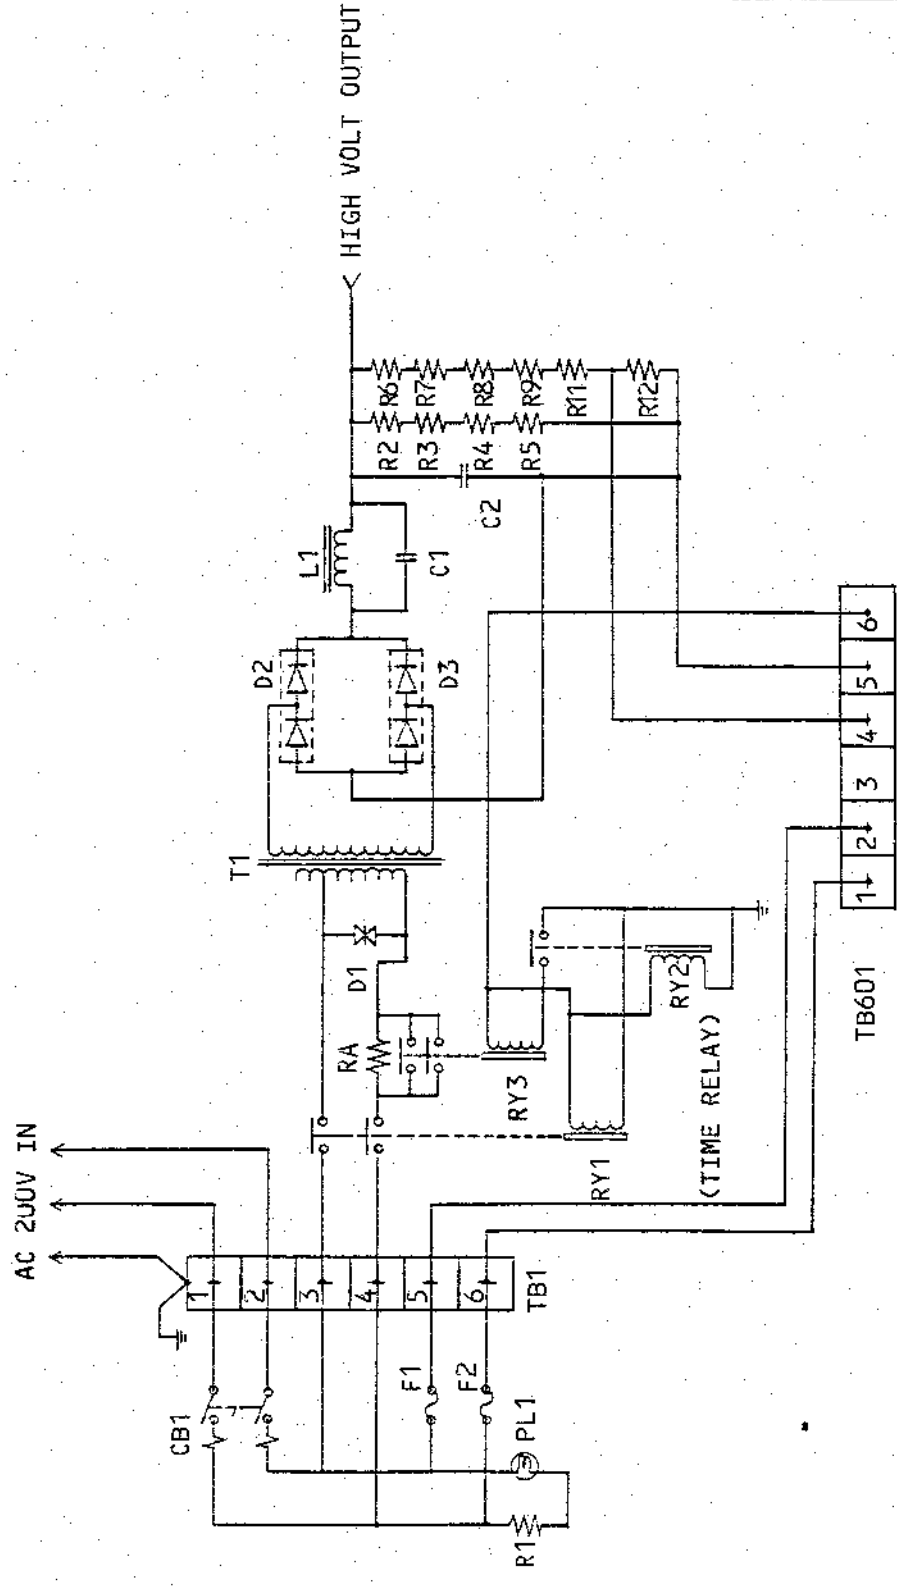 AC 200V IN
CB1
1
2
3
4
5
6
TB1
F1
F2
PL1
R1
RA
D1
T1
D2
D3
L1
C1
C2
R2
R3
R4
R5
R6
R7
R8
R9
R11
R12
HIGH VOLT OUTPUT
RY3
RY1
RY2
(TIME RELAY)
1
2
3
4
5
6
TB601